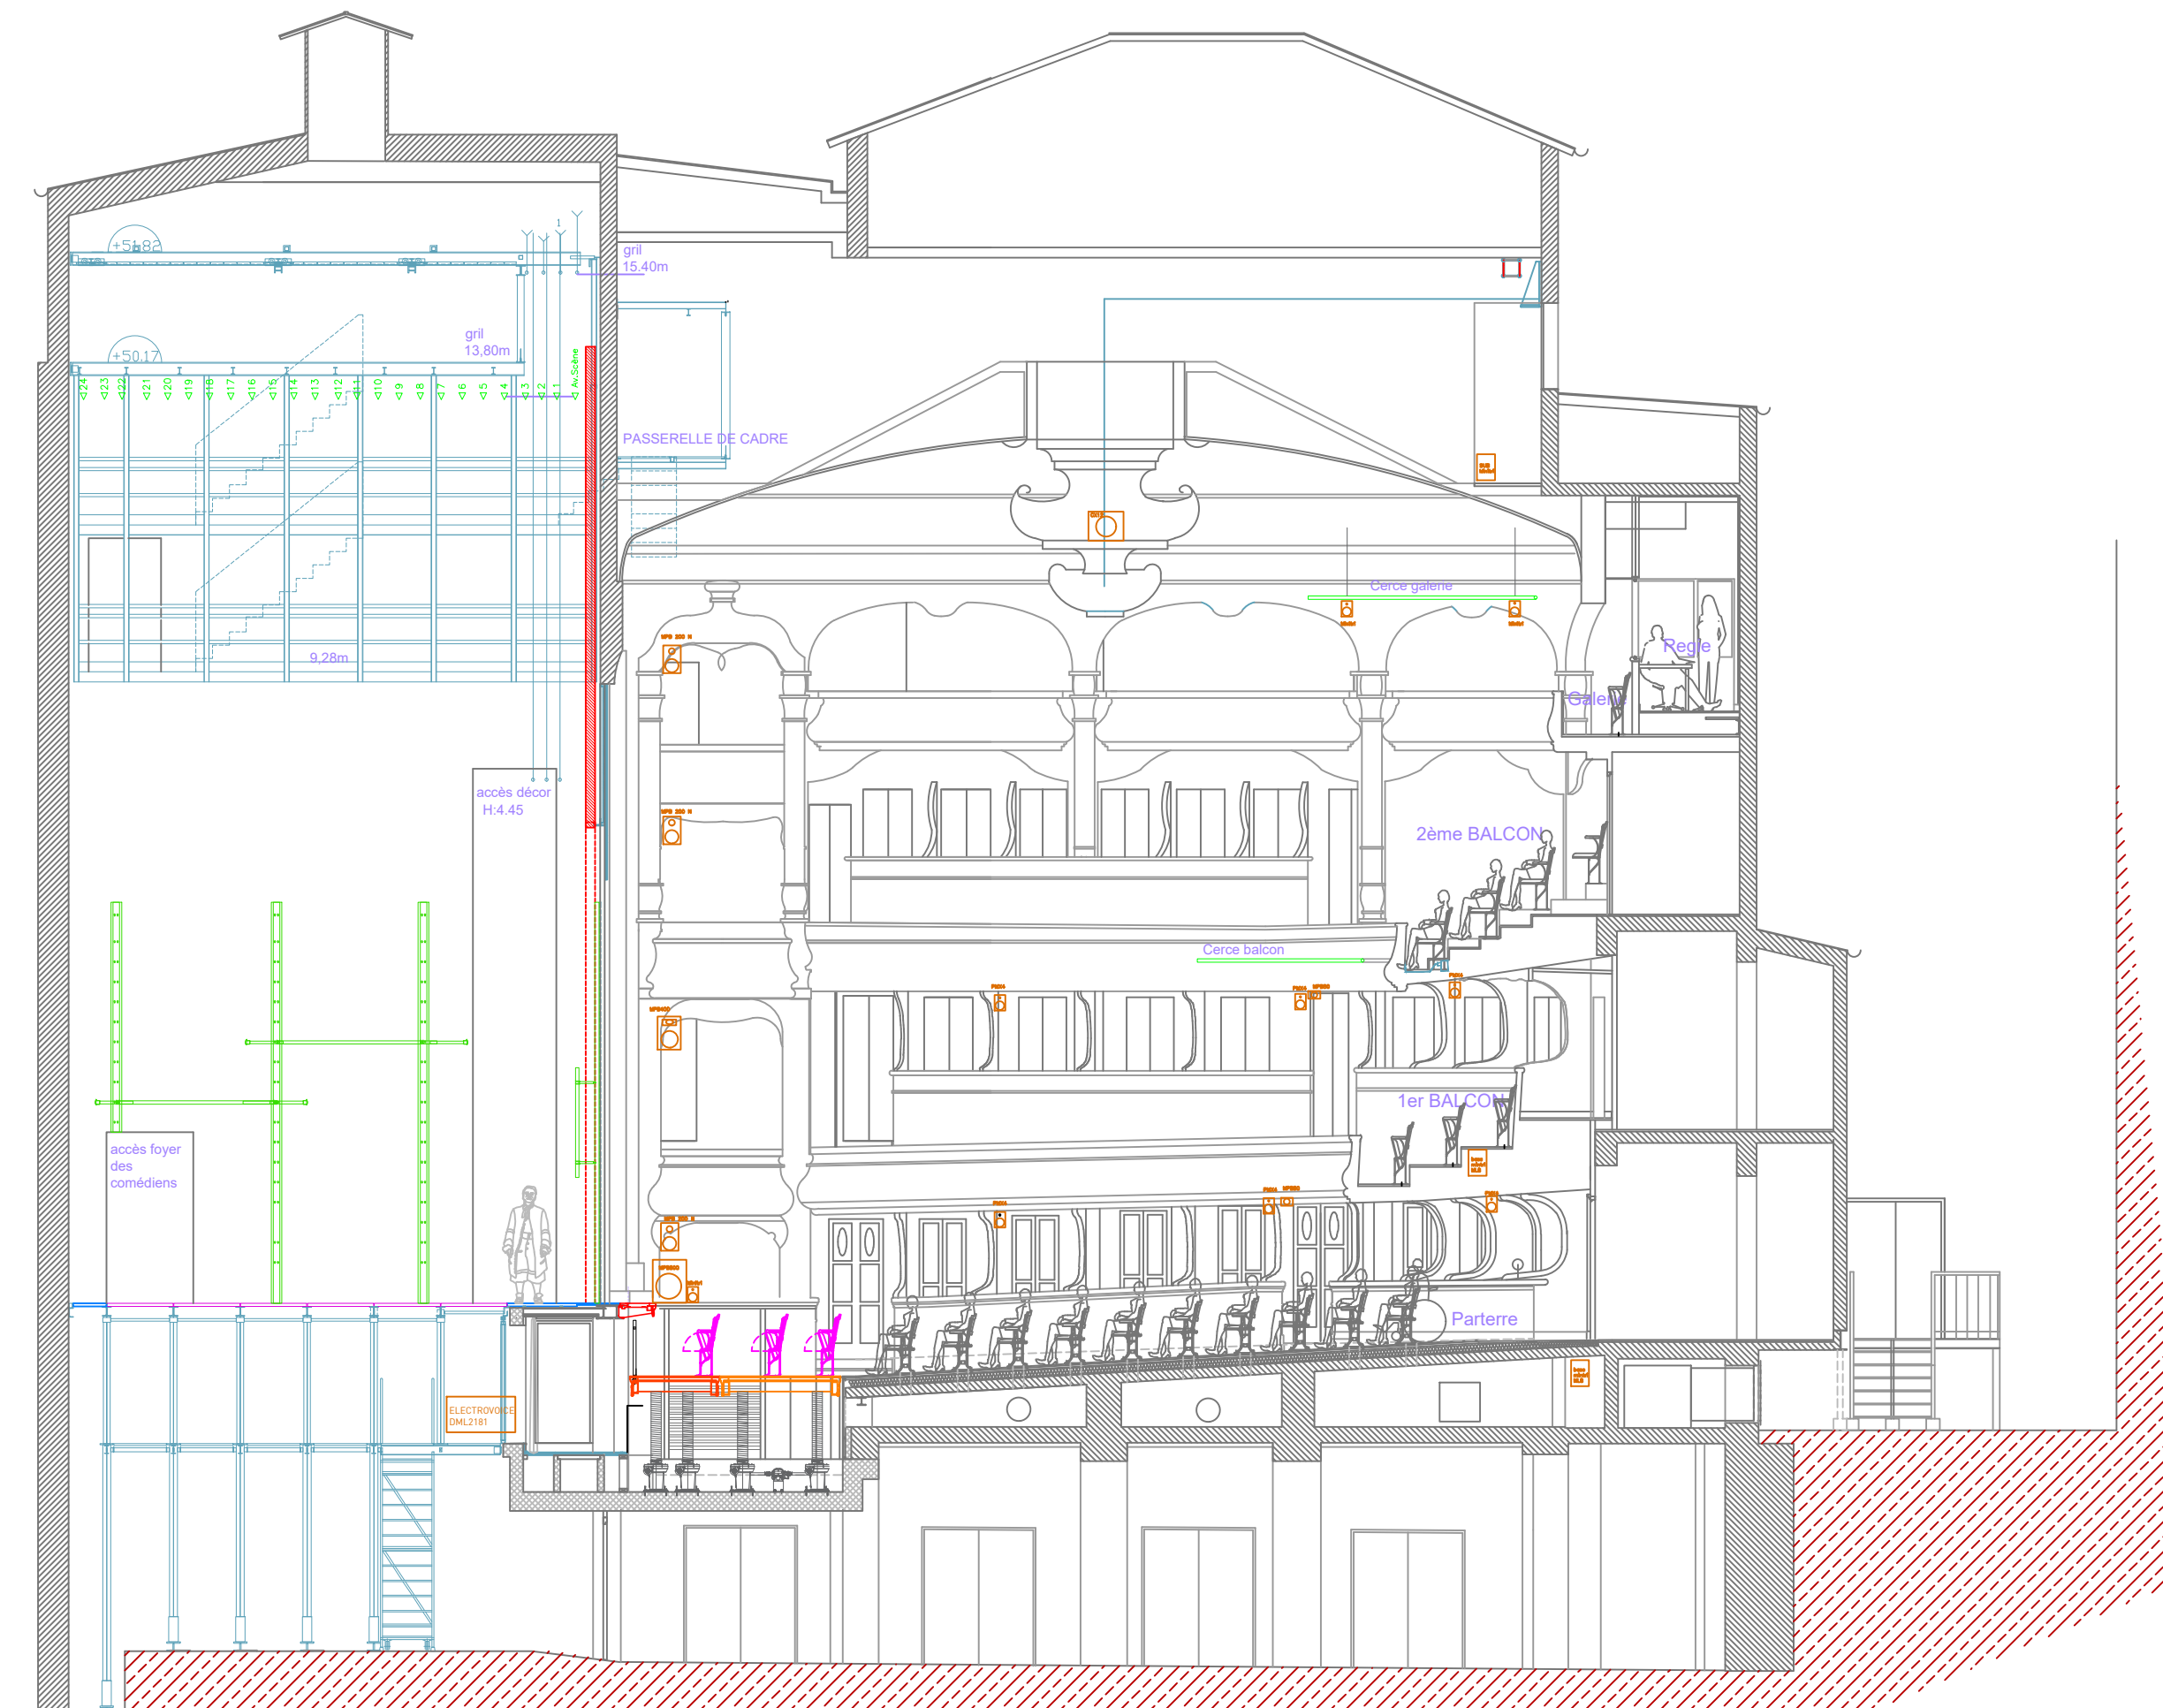 +51.82
1
gril
15.40m
gril
13,80m
+50.17
24
23
22
21
20
19
18
17
16
15
14
13
12
11
10
9
8
7
6
5
4
3
2
1
Av.Scène
PASSERELLE DE CADRE
Cerce galerie
9,28m
Regie
Galerie
accès décor
H:4.45
2ème BALCON
Cerce balcon
1er BALCON
accès foyer
des
comédiens
Parterre
ELECTROVOICE
DML2181